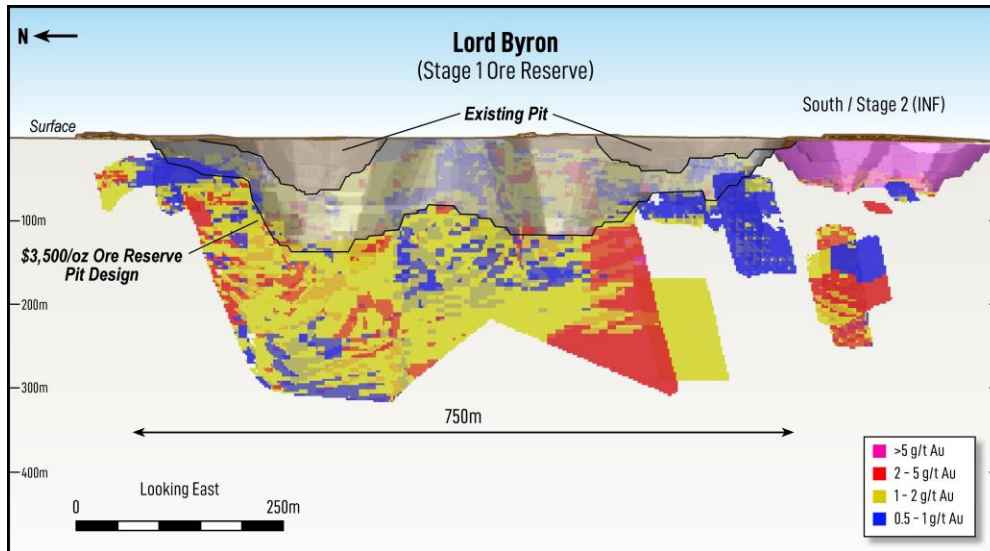 N
Lord Byron
(Stage 1 Ore Reserve)
Existing Pit
South / Stage 2 (INF)
Surface
-100m
$3,500/oz Ore Reserve
Pit Design
-200m
-300m
750m
-400m
Looking East
0
250m
>5 g/t Au
2 - 5 g/t Au
1 - 2 g/t Au
0.5 - 1 g/t Au